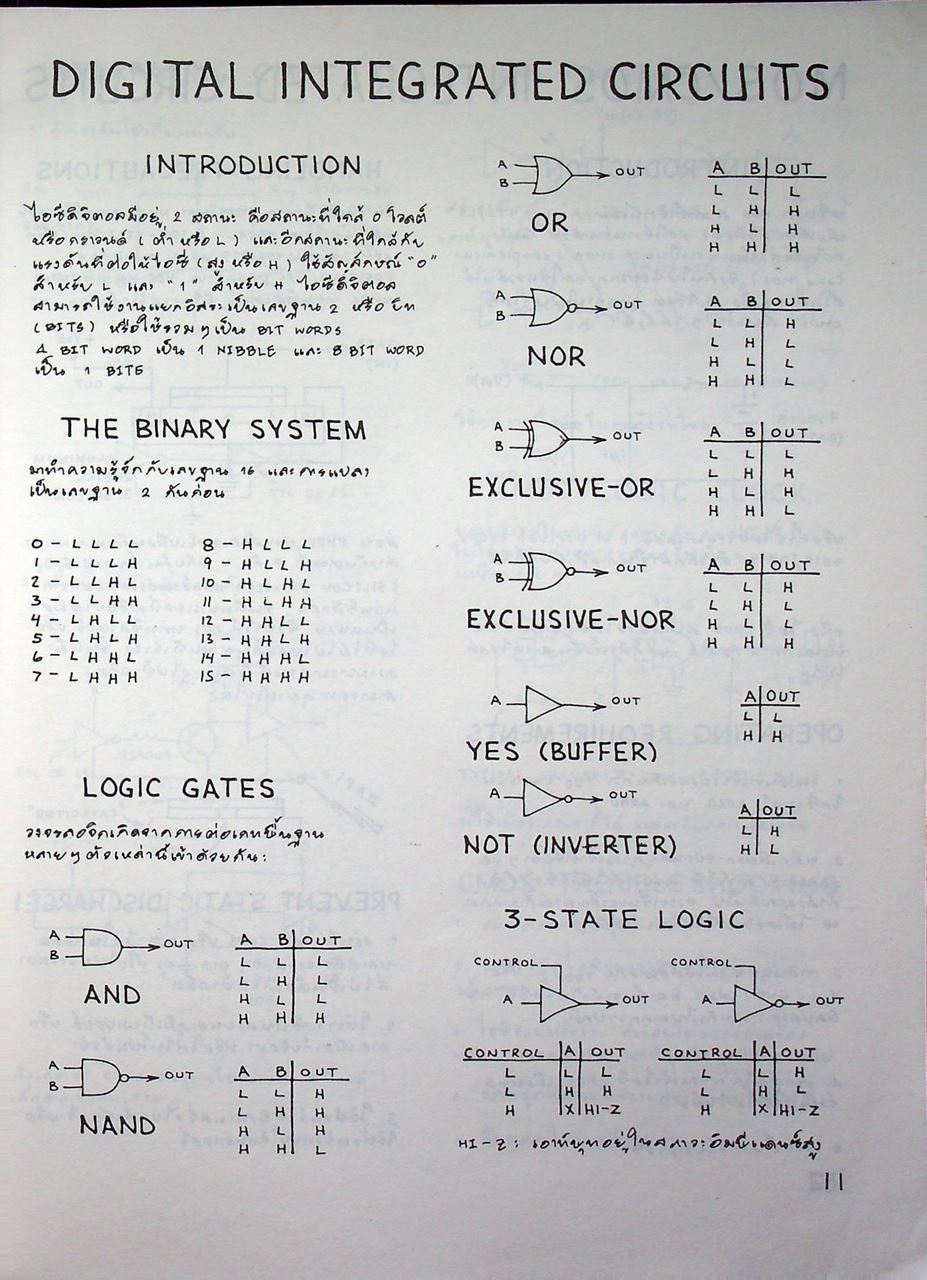 DIGITAL INTEGRATED CIRCUITS
INTRODUCTION
ไอซีดิจิตอลมีอยู่ 2 สถานะ คือสถานะที่ใกล้ 0 โวลต์
หรือกราวนด์ ( ต่ำ หรือ L ) และอีกสถานะที่ใกล้กับ
แรงดันที่ต่อให้ไอซี ( สูง หรือ H ) ใช้สัญลักษณ์ "0"
สำหรับ L และ "1" สำหรับ H ไอซีดิจิตอล
สามารถใช้งานแยกอิสระเป็นเลขฐาน 2 หรือ บิท
(BITS) หรือใช้รวมๆเป็น BIT WORDS
4 BIT WORD เป็น 1 NIBBLE และ 8 BIT WORD
เป็น 1 BITE
THE BINARY SYSTEM
มาทำความรู้จักกับเลขฐาน 16 และการแปลง
เป็นเลขฐาน 2 กันก่อน
0 - L L L L
1 - L L L H
2 - L L H L
3 - L L H H
4 - L H L L
5 - L H L H
6 - L H H L
7 - L H H H
8 - H L L L
9 - H L L H
10 - H L H L
11 - H L H H
12 - H H L L
13 - H H L H
14 - H H H L
15 - H H H H
LOGIC GATES
วงจรลอจิกเกิดจากการต่อเกทพื้นฐาน
หลายๆตัวเหล่านี้เข้าด้วยกัน:
A
B
OUT
AND
A B OUT
L L L
L H L
H L L
H H H
A
B
OUT
NAND
A B OUT
L L H
L H H
H L H
H H L
A
B
OUT
OR
A B OUT
L L L
L H H
H L H
H H H
A
B
OUT
NOR
A B OUT
L L H
L H L
H L L
H H L
A
B
OUT
EXCLUSIVE-OR
A B OUT
L L L
L H H
H L H
H H L
A
B
OUT
EXCLUSIVE-NOR
A B OUT
L L H
L H L
H L L
H H H
A
OUT
YES (BUFFER)
A OUT
L L
H H
A
OUT
NOT (INVERTER)
A OUT
L H
H L
3-STATE LOGIC
CONTROL
A
OUT
CONTROL A OUT
L L L
L H H
H X HI-Z
CONTROL
A
OUT
CONTROL A OUT
L L H
L H L
H X HI-Z
HI-Z : เอาท์พุทอยู่ในสภาวะอิมพีแดนซ์สูง
11